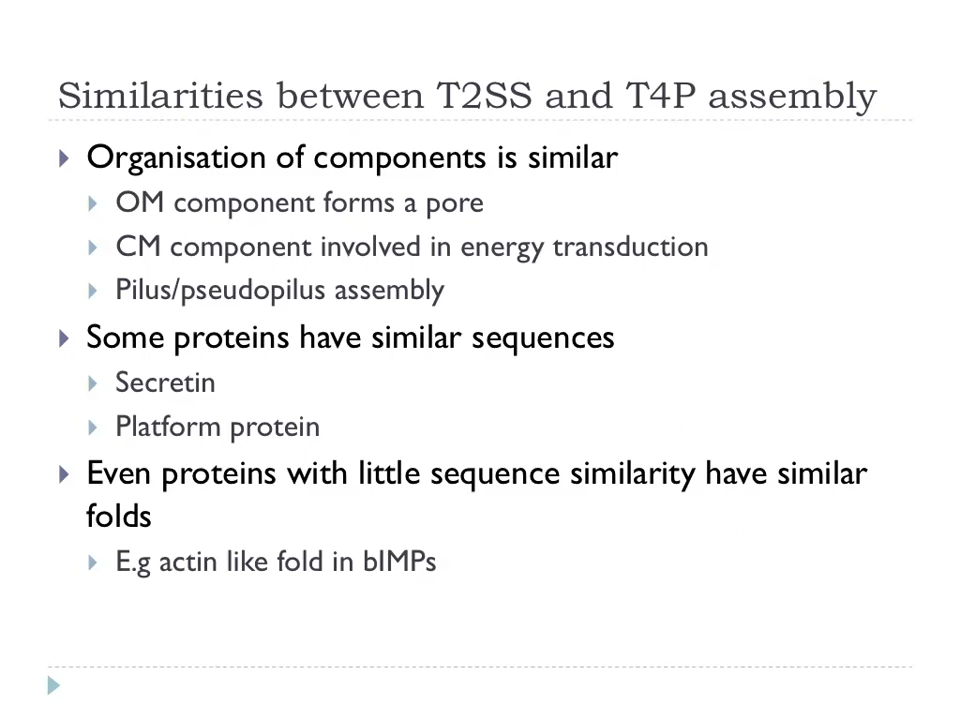 Similarities between T2SS and T4P assembly
Organisation of components is similar
OM component forms a pore
CM component involved in energy transduction
Pilus/pseudopilus assembly
Some proteins have similar sequences
Secretin
Platform protein
Even proteins with little sequence similarity have similar
folds
E.g actin like fold in bIMPs